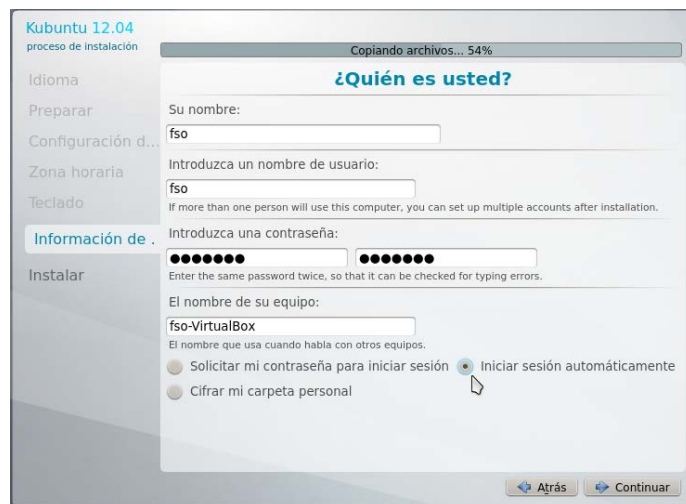 Kubuntu 12.04
proceso de instalación
Copiando archivos... 54%
Idioma
Preparar
Configuración d...
Zona horaria
Teclado
Información de .
Instalar
¿Quién es usted?
Su nombre:
fso
Introduzca un nombre de usuario:
fso
If more than one person will use this computer, you can set up multiple accounts after installation.
Introduzca una contraseña:
●●●●●●● ●●●●●●●
Enter the same password twice, so that it can be checked for typing errors.
El nombre de su equipo:
fso-VirtualBox
El nombre que usa cuando habla con otros equipos.
Solicitar mi contraseña para iniciar sesión Iniciar sesión automáticamente
Cifrar mi carpeta personal
Atrás Continuar